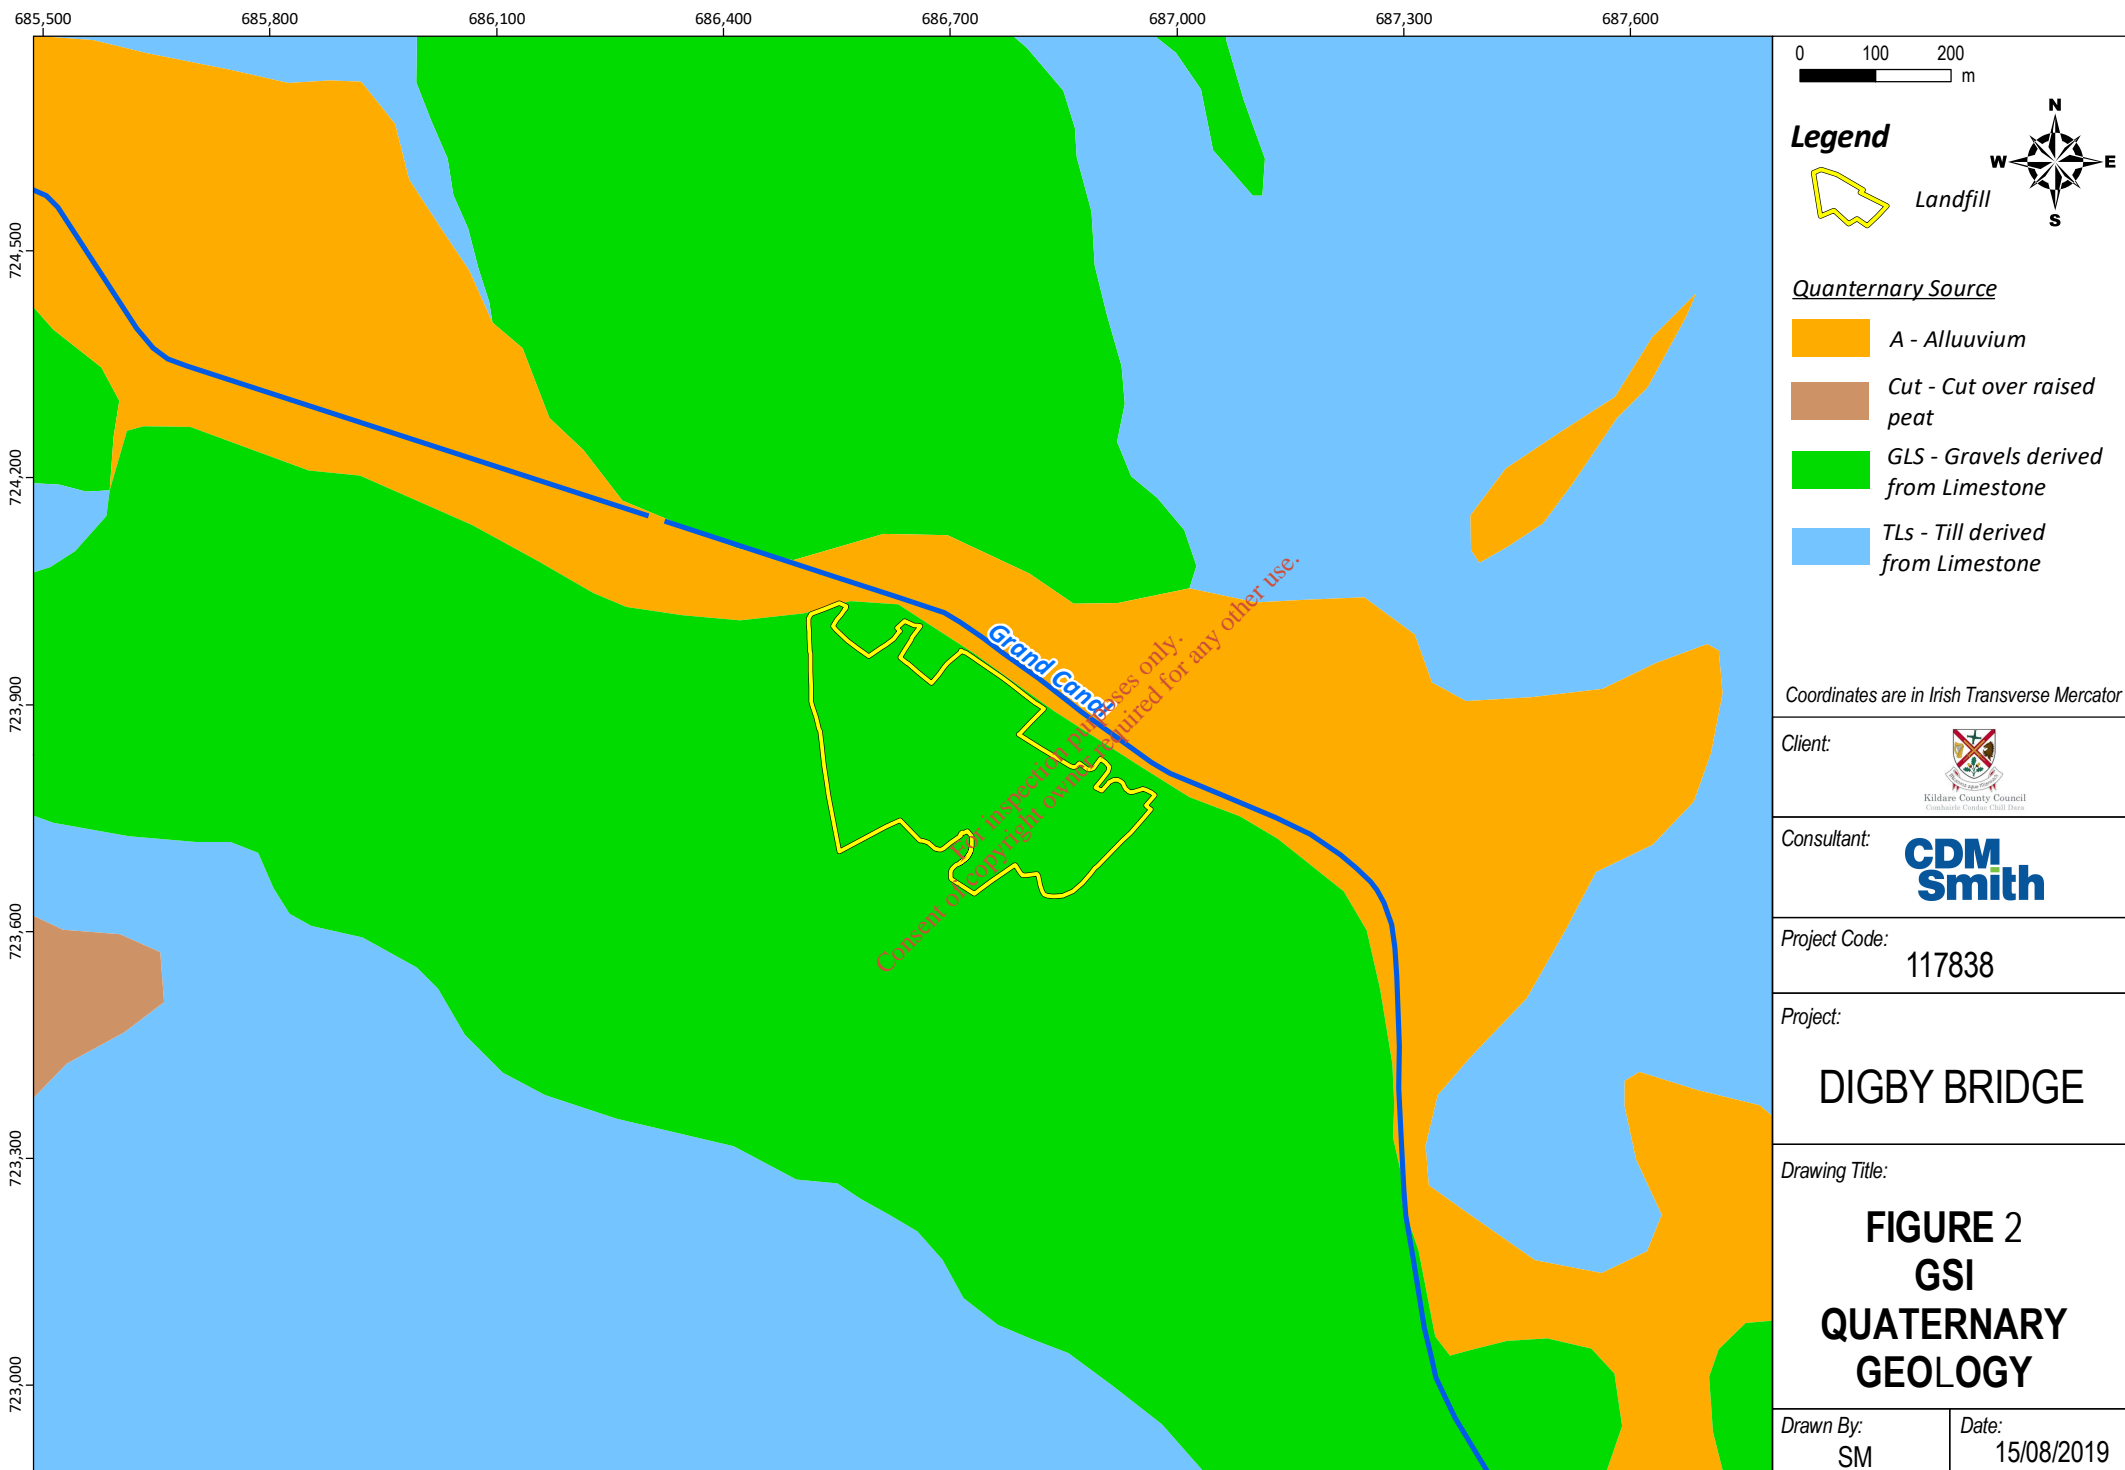 685,500
685,800
686,100
686,400
686,700
687,000
687,300
687,600
724,500
724,200
723,900
723,600
723,300
723,000
Grand Canal
For inspection purposes only.
Consent of copyright owner required for any other use.
0 100 200
m
N
W E
S
Legend
Landfill
Quanternary Source
A - Alluuvium
Cut - Cut over raised
peat
GLS - Gravels derived
from Limestone
TLs - Till derived
from Limestone
Coordinates are in Irish Transverse Mercator
Client:
Kildare County Council
Comhairle Contae Chill Dara
Consultant:
CDM
Smith
Project Code:
117838
Project:
DIGBY BRIDGE
Drawing Title:
FIGURE 2
GSI
QUATERNARY
GEOLOGY
Drawn By:
SM
Date:
15/08/2019